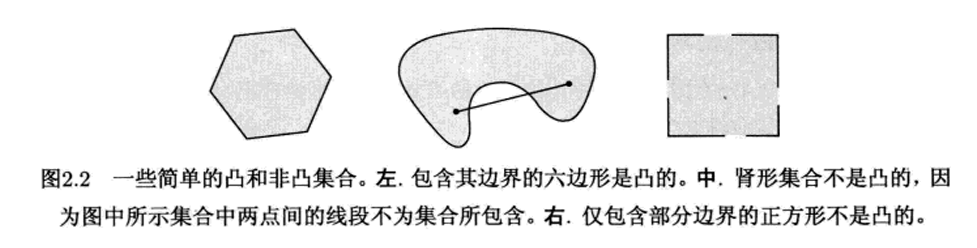 图2.2 一些简单的凸和非凸集合。左. 包含其边界的六边形是凸的。中. 肾形集合不是凸的，因
为图中所示集合中两点间的线段不为集合所包含。右. 仅包含部分边界的正方形不是凸的。